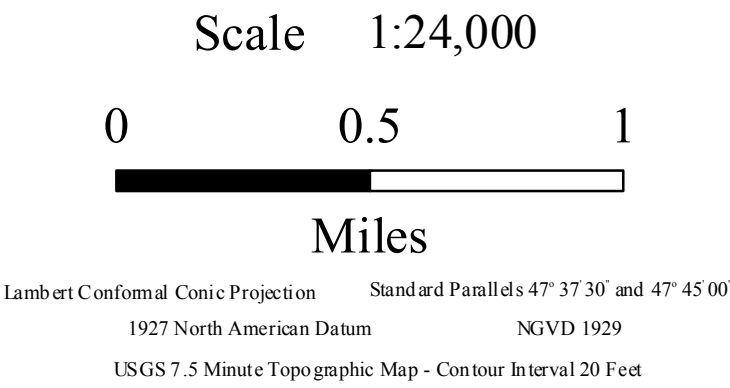 Scale 1:24,000
0 0.5 1
Miles
Lambert Conformal Conic Projection Standard Parallels 47° 37' 30" and 47° 45' 00"
1927 North American Datum NGVD 1929
USGS 7.5 Minute Topographic Map - Contour Interval 20 Feet